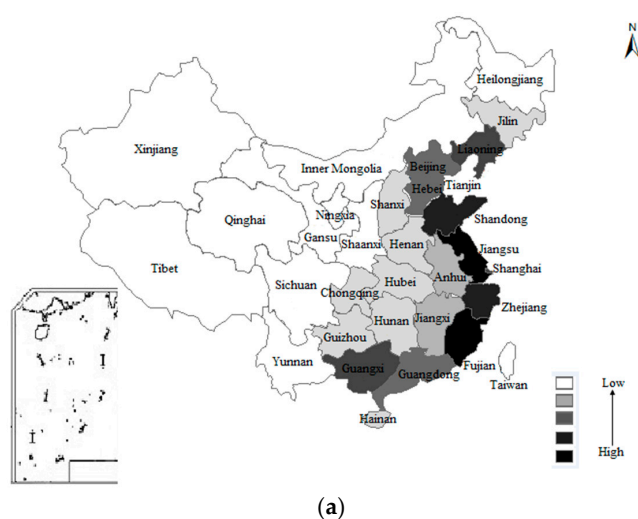 N
Heilongjiang
Jilin
Xinjiang
Liaoning
Inner Mongolia
Beijing
Tianjin
Hebei
Ningxia
Shanxi
Qinghai
Shandong
Gansu
Shaanxi
Henan
Jiangsu
Tibet
Shanghai
Anhui
Sichuan
Hubei
Chongqing
Zhejiang
Hunan
Jiangxi
Guizhou
Yunnan
Fujian
Guangxi
Guangdong
Taiwan
Low
Hainan
High
(a)